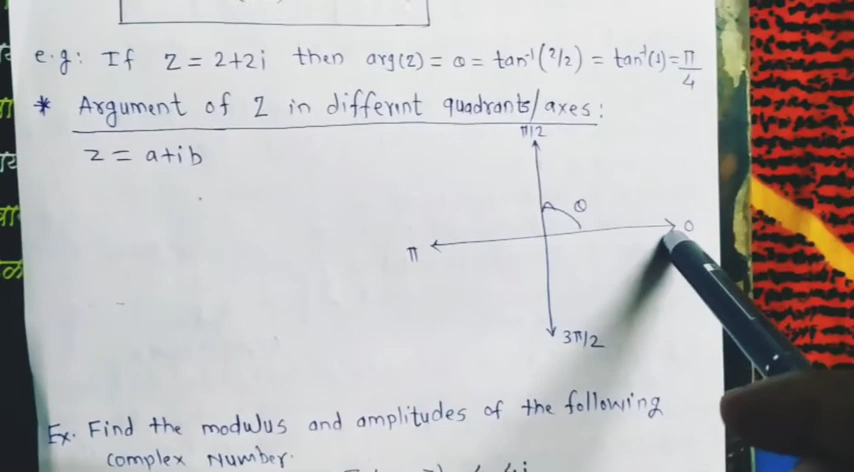 e.g: If z = 2+2i then arg(z) = θ = tan⁻¹(2/2) = tan⁻¹(1) = π/4
* Argument of Z in different quadrants/axes:
z = a+ib
π/2
θ
0
π
3π/2
Ex. Find the modulus and amplitudes of the following
complex Number.